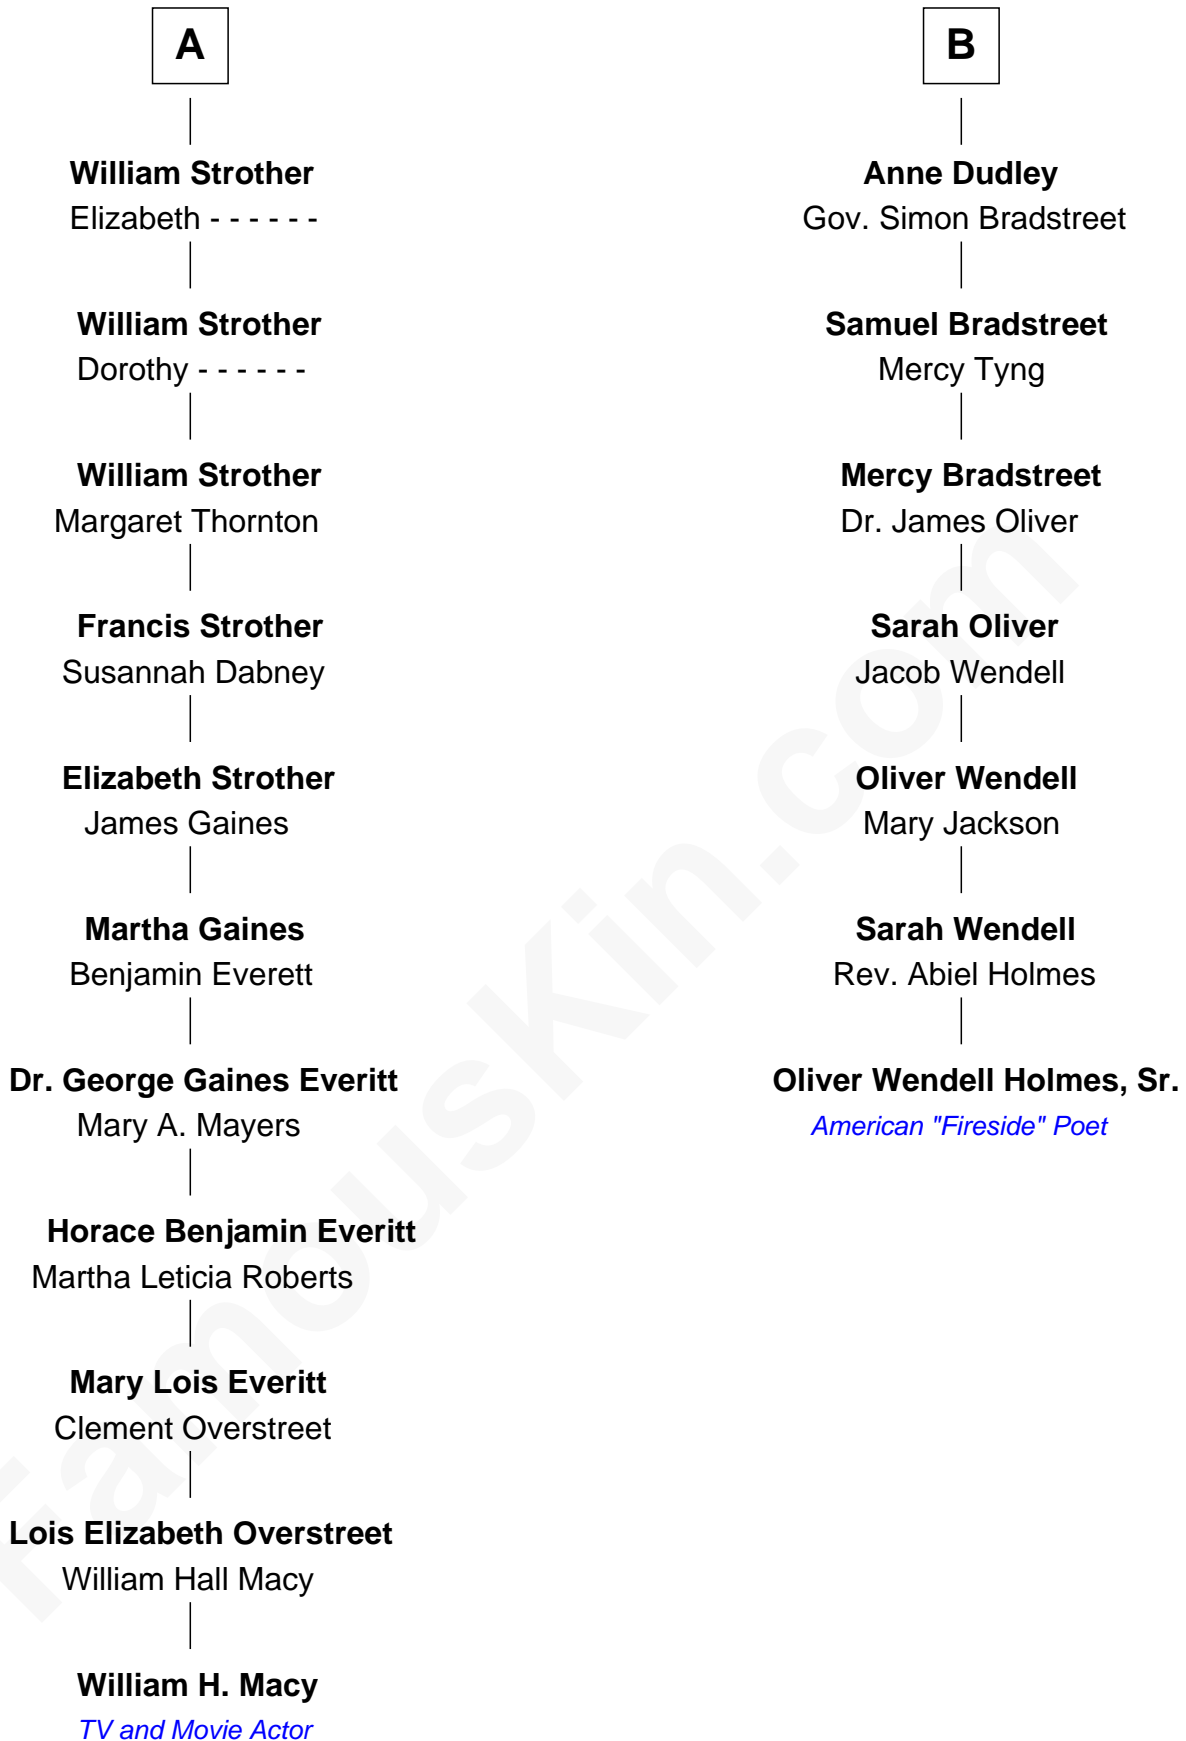 A
William Strother
Elizabeth - - - - - -
William Strother
Dorothy - - - - - -
William Strother
Margaret Thornton
Francis Strother
Susannah Dabney
Elizabeth Strother
James Gaines
Martha Gaines
Benjamin Everett
Dr. George Gaines Everitt
Mary A. Mayers
Horace Benjamin Everitt
Martha Leticia Roberts
Mary Lois Everitt
Clement Overstreet
Lois Elizabeth Overstreet
William Hall Macy
William H. Macy
TV and Movie Actor
B
Anne Dudley
Gov. Simon Bradstreet
Samuel Bradstreet
Mercy Tyng
Mercy Bradstreet
Dr. James Oliver
Sarah Oliver
Jacob Wendell
Oliver Wendell
Mary Jackson
Sarah Wendell
Rev. Abiel Holmes
Oliver Wendell Holmes, Sr.
American "Fireside" Poet
FamousKin.com